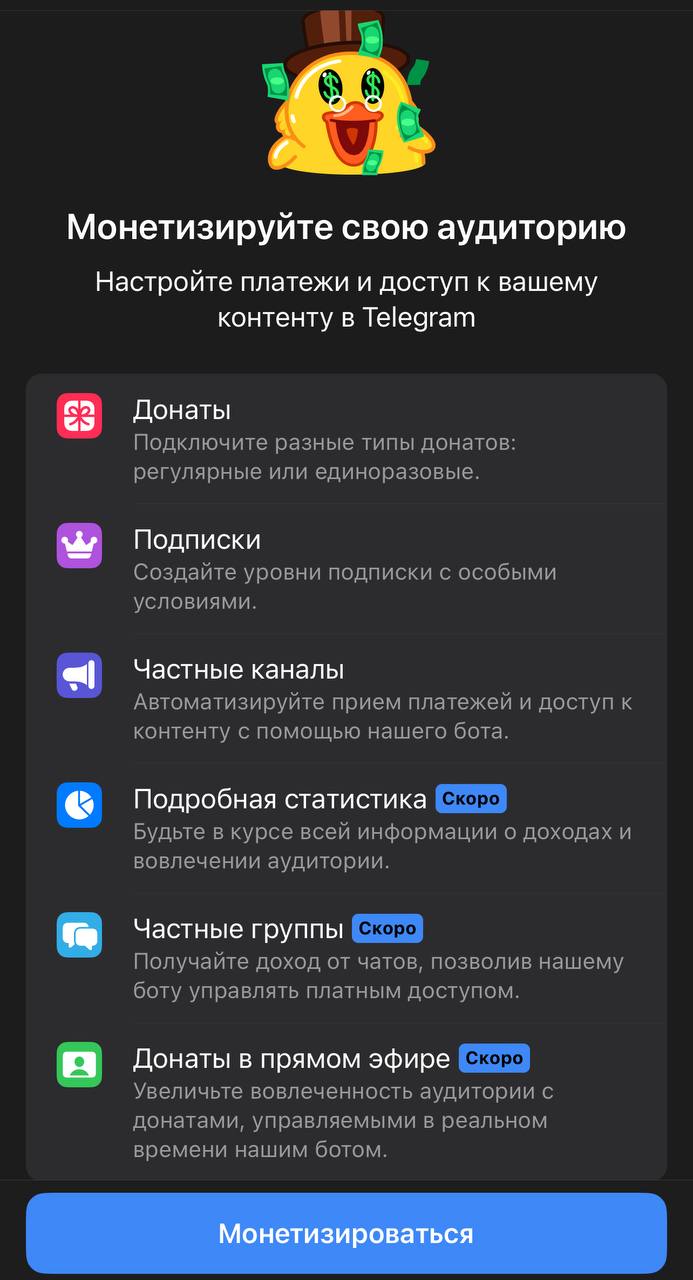 Монетизируйте свою аудиторию
Настройте платежи и доступ к вашему
контенту в Telegram
Донаты
Подключите разные типы донатов:
регулярные или единоразовые.
Подписки
Создайте уровни подписки с особыми
условиями.
Частные каналы
Автоматизируйте прием платежей и доступ к
контенту с помощью нашего бота.
Подробная статистика Скоро
Будьте в курсе всей информации о доходах и
вовлечении аудитории.
Частные группы Скоро
Получайте доход от чатов, позволив нашему
боту управлять платным доступом.
Донаты в прямом эфире Скоро
Увеличьте вовлеченность аудитории с
донатами, управляемыми в реальном
времени нашим ботом.
Монетизироваться